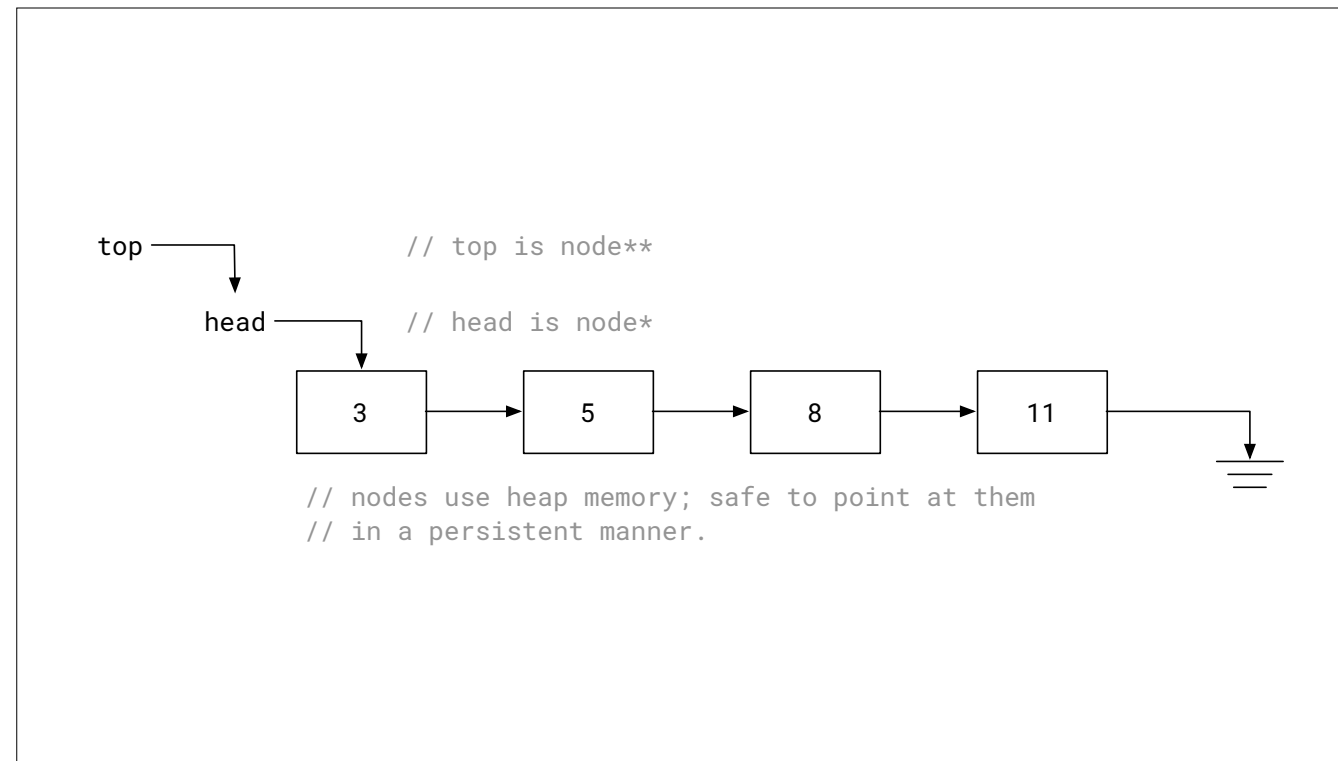 top // top is node**
head // head is node*
3 5 8 11
// nodes use heap memory; safe to point at them
// in a persistent manner.